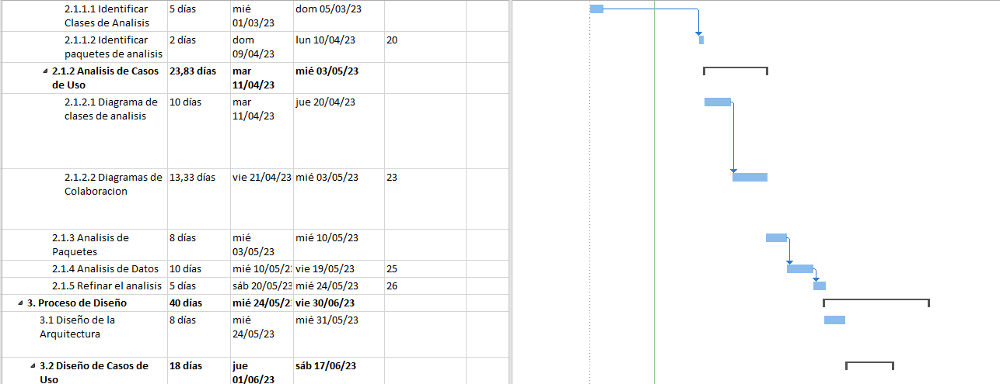 2.1.1.1 Identificar
Clases de Analisis
5 días
mié
01/03/23
dom 05/03/23
2.1.1.2 Identificar
paquetes de analisis
2 días
dom
09/04/23
lun 10/04/23
20
2.1.2 Analisis de Casos
de Uso
23,83 días
mar
11/04/23
mié 03/05/23
2.1.2.1 Diagrama de
clases de analisis
10 días
mar
11/04/23
jue 20/04/23
2.1.2.2 Diagramas de
Colaboracion
13,33 días
vie 21/04/23
mié 03/05/23
23
2.1.3 Analisis de
Paquetes
8 días
mié
03/05/23
mié 10/05/23
2.1.4 Analisis de Datos
10 días
mié 10/05/2
vie 19/05/23
25
2.1.5 Refinar el analisis
5 días
sáb 20/05/23
mié 24/05/23
26
3. Proceso de Diseño
40 días
mié 24/05/2
vie 30/06/23
3.1 Diseño de la
Arquitectura
8 días
mié
24/05/23
mié 31/05/23
3.2 Diseño de Casos de
Uso
18 días
jue
01/06/23
sáb 17/06/23